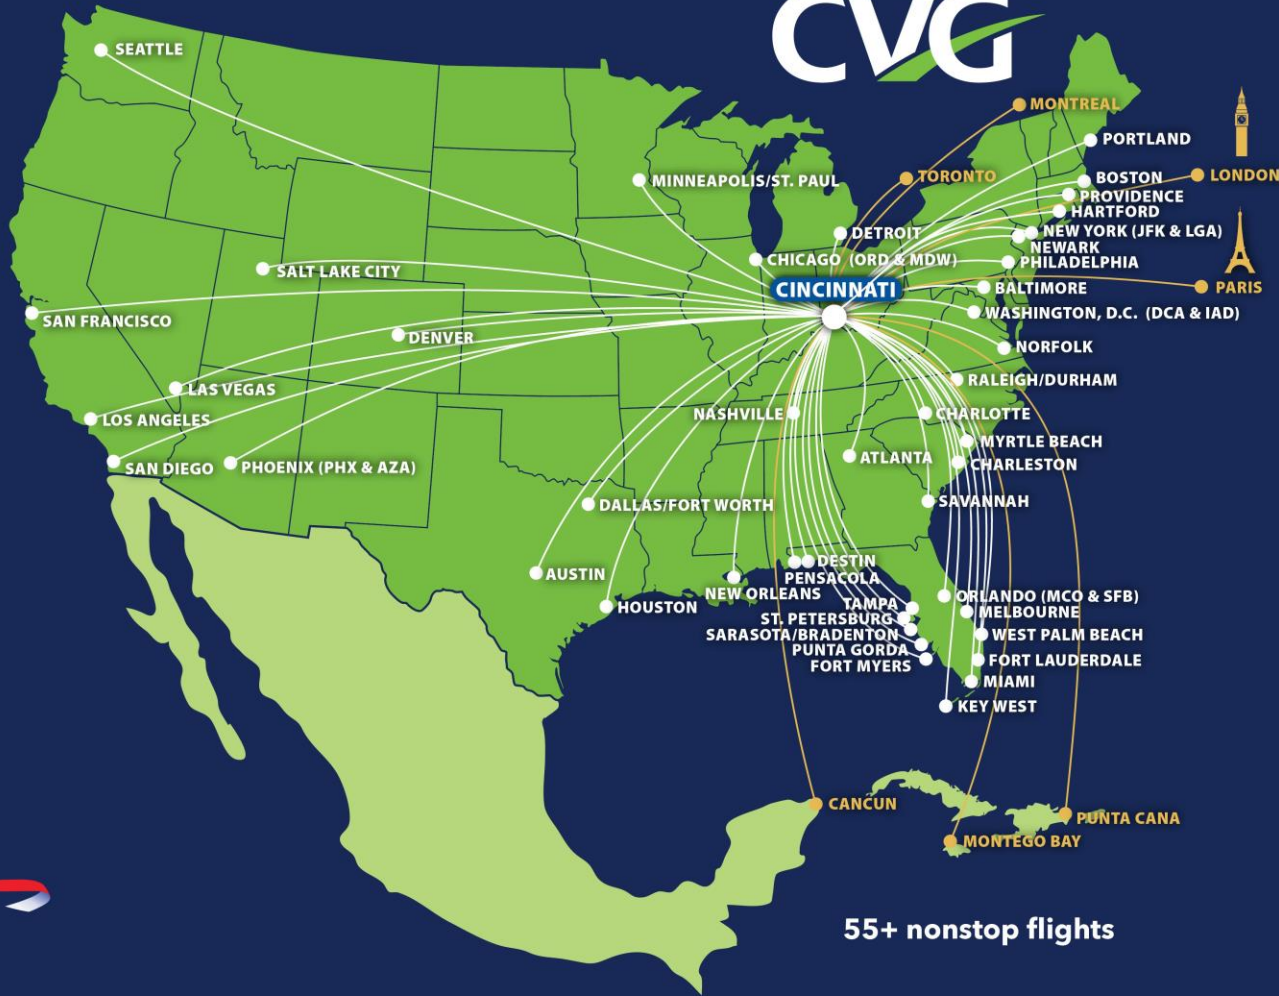 CVG
SEATTLE
MONTREAL
PORTLAND
MINNEAPOLIS/ST. PAUL
TORONTO
BOSTON
LONDON
PROVIDENCE
HARTFORD
DETROIT
NEW YORK (JFK & LGA)
NEWARK
CHICAGO (ORD & MDW)
PHILADELPHIA
SALT LAKE CITY
CINCINNATI
BALTIMORE
PARIS
SAN FRANCISCO
WASHINGTON, D.C. (DCA & IAD)
DENVER
NORFOLK
RALEIGH/DURHAM
LAS VEGAS
NASHVILLE
CHARLOTTE
LOS ANGELES
MYRTLE BEACH
ATLANTA
CHARLESTON
SAN DIEGO
PHOENIX (PHX & AZA)
SAVANNAH
DALLAS/FORT WORTH
DESTIN
AUSTIN
PENSACOLA
NEW ORLEANS
ORLANDO (MCO & SFB)
HOUSTON
TAMPA
MELBOURNE
ST. PETERSBURG
SARASOTA/BRADENTON
WEST PALM BEACH
PUNTA GORDA
FORT LAUDERDALE
FORT MYERS
MIAMI
KEY WEST
CANCUN
PUNTA CANA
MONTEGO BAY
55+ nonstop flights